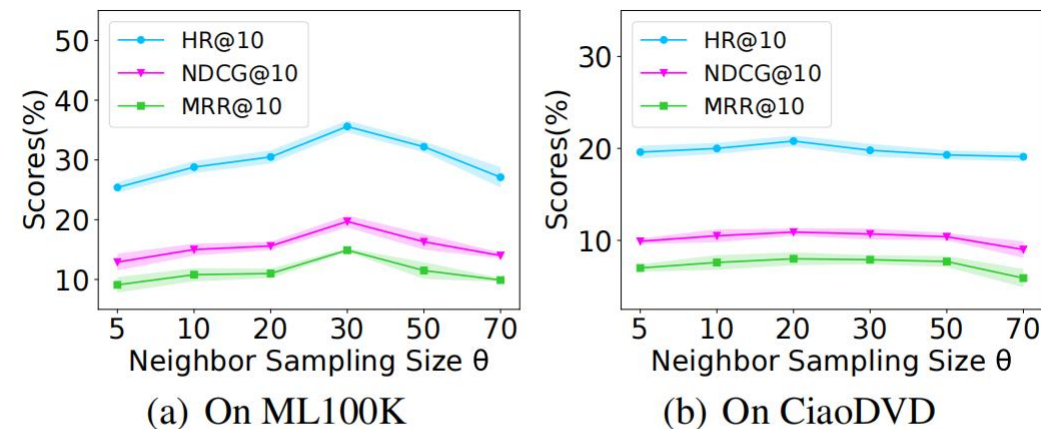 50
40
30
20
10
Scores(%)
HR@10
NDCG@10
MRR@10
5 10 20 30 50 70
Neighbor Sampling Size θ
(a) On ML100K
30
20
10
Scores(%)
HR@10
NDCG@10
MRR@10
5 10 20 30 50 70
Neighbor Sampling Size θ
(b) On CiaoDVD